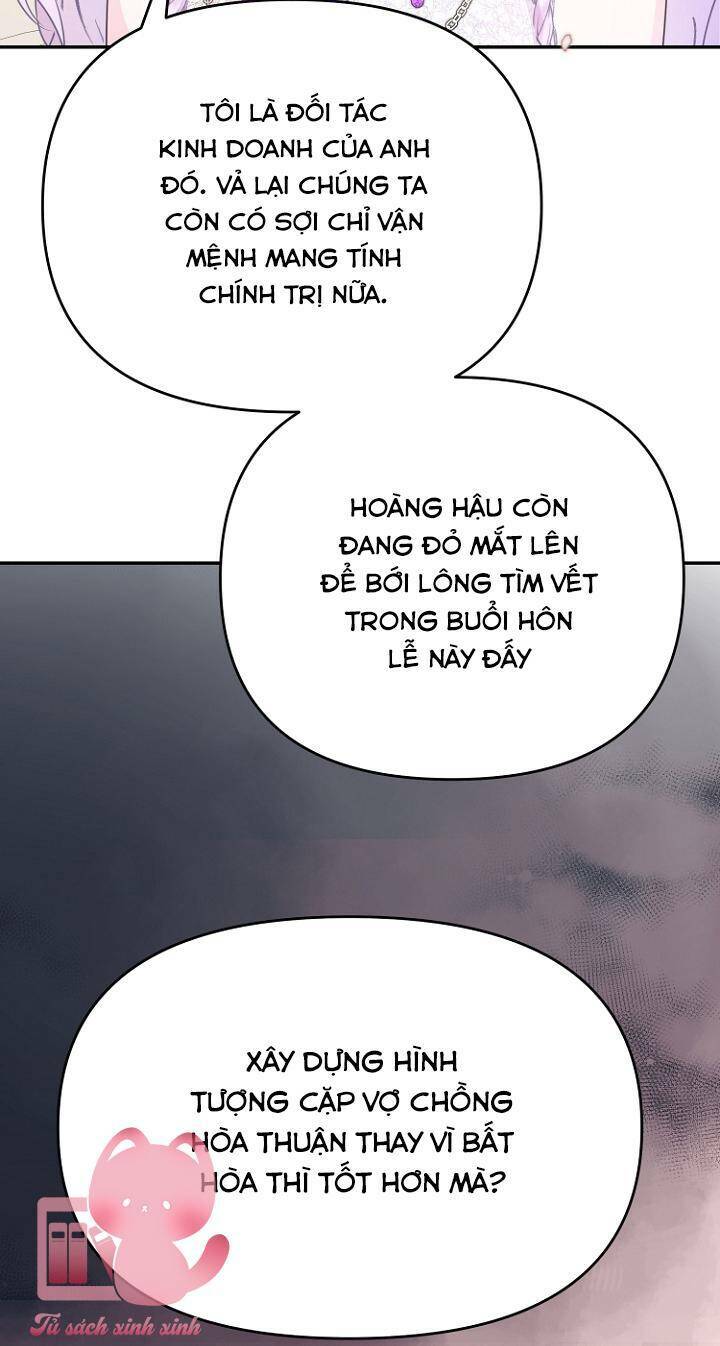 TÔI LÀ ĐỐI TÁC
KINH DOANH CỦA ANH
ĐÓ. VẢ LẠI CHÚNG TA
CÒN CÓ SỢI CHỈ VẬN
MỆNH MANG TÍNH
CHÍNH TRỊ NỮA.
HOÀNG HẬU CÒN
ĐANG ĐỎ MẮT LÊN
ĐỂ BỚI LÔNG TÌM VẾT
TRONG BUỔI HÔN
LỄ NÀY ĐẤY
XÂY DỰNG HÌNH
TƯỢNG CẶP VỢ CHỒNG
HÒA THUẬN THAY VÌ BẤT
HÒA THÌ TỐT HƠN MÀ?
Tủ sách xinh xinh